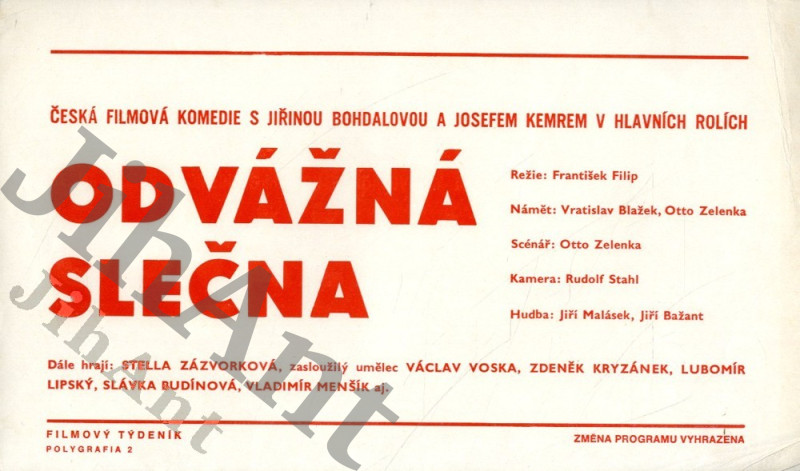 ČESKÁ FILMOVÁ KOMEDIE S JIŘINOU BOHDALOVOU A JOSEFEM KEMREM V HLAVNÍCH ROLÍCH
ODVÁŽNÁ
SLEČNA
Režie: František Filip
Námět: Vratislav Blažek, Otto Zelenka
Scénář: Otto Zelenka
Kamera: Rudolf Stahl
Hudba: Jiří Malásek, Jiří Bažant
Dále hrají: STELLA ZÁZVORKOVÁ, zasloužilý umělec VÁCLAV VOSKA, ZDENĚK KRYZÁNEK, LUBOMÍR
LIPSKÝ, SLÁVKA BUDÍNOVÁ, VLADIMÍR MENŠÍK aj.
FILMOVÝ TÝDENÍK
POLYGRAFIA 2
ZMĚNA PROGRAMU VYHRAZENA
JihAnt
JihAnt